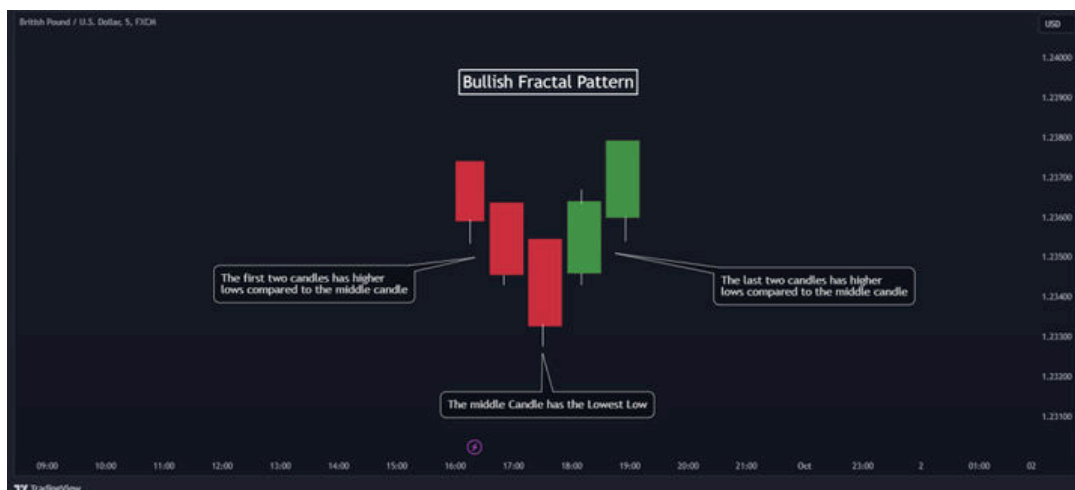 British Pound / U.S. Dollar, 5, FXCM
USD
Bullish Fractal Pattern
1.24000
1.23900
1.23800
1.23700
1.23600
1.23500
1.23400
1.23300
1.23200
1.23100
The first two candles has higher
lows compared to the middle candle
The last two candles has higher
lows compared to the middle candle
The middle Candle has the Lowest Low
09:00 10:00 11:00 12:00 13:00 14:00 15:00 16:00 17:00 18:00 19:00 20:00 21:00 Oct 23:00 2 01:00 02
TradingView